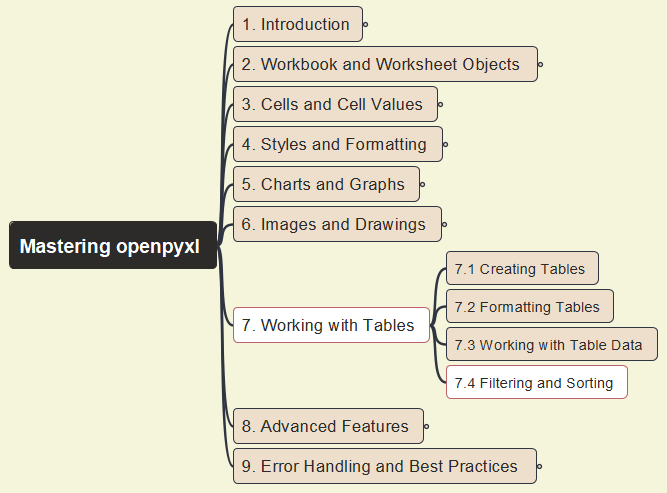 Mastering openpyxl
1. Introduction
2. Workbook and Worksheet Objects
3. Cells and Cell Values
4. Styles and Formatting
5. Charts and Graphs
6. Images and Drawings
7. Working with Tables
7.1 Creating Tables
7.2 Formatting Tables
7.3 Working with Table Data
7.4 Filtering and Sorting
8. Advanced Features
9. Error Handling and Best Practices